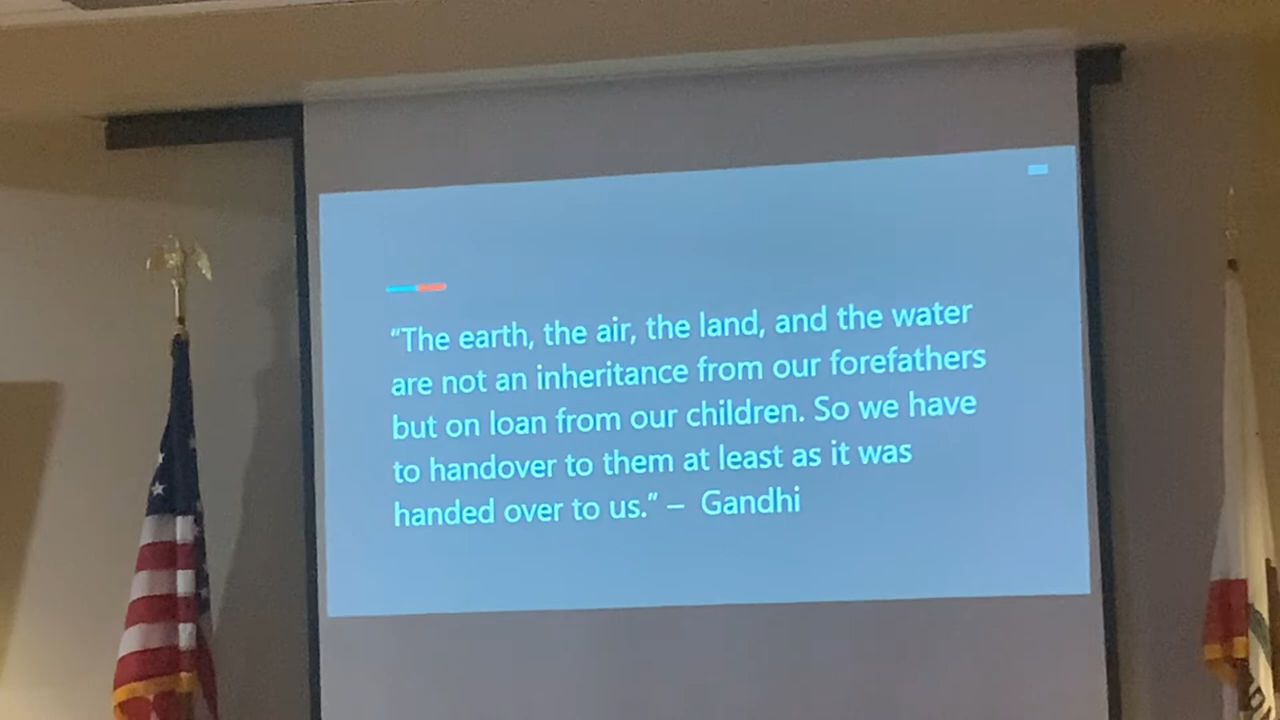 “The earth, the air, the land, and the water
are not an inheritance from our forefathers
but on loan from our children. So we have
to handover to them at least as it was
handed over to us.” – Gandhi